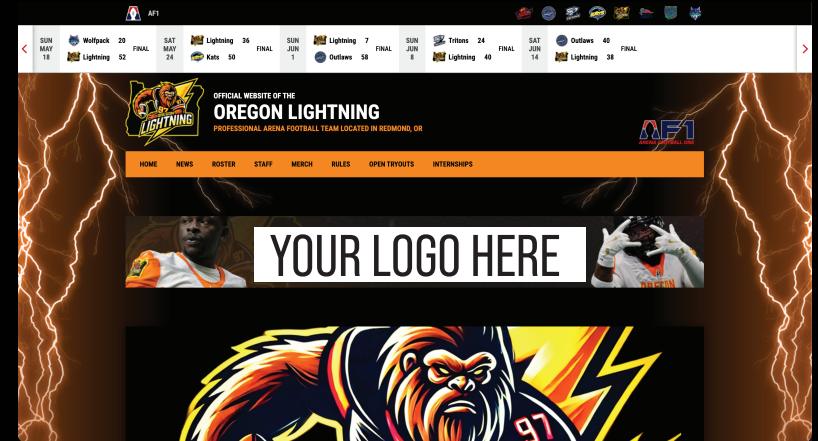 AF1
SUN MAY 18
Wolfpack 20
Lightning 52
FINAL
SAT MAY 24
Lightning 36
Kats 50
FINAL
SUN JUN 1
Lightning 7
Outlaws 58
FINAL
SUN JUN 8
Tritons 24
Lightning 40
FINAL
SAT JUN 14
Outlaws 40
Lightning 38
FINAL
97
LIGHTNING
OFFICIAL WEBSITE OF THE
OREGON LIGHTNING
PROFESSIONAL ARENA FOOTBALL TEAM LOCATED IN REDMOND, OR
AF1
ARENA FOOTBALL ONE
HOME NEWS ROSTER STAFF MERCH RULES OPEN TRYOUTS INTERNSHIPS
YOUR LOGO HERE
OREGON
97